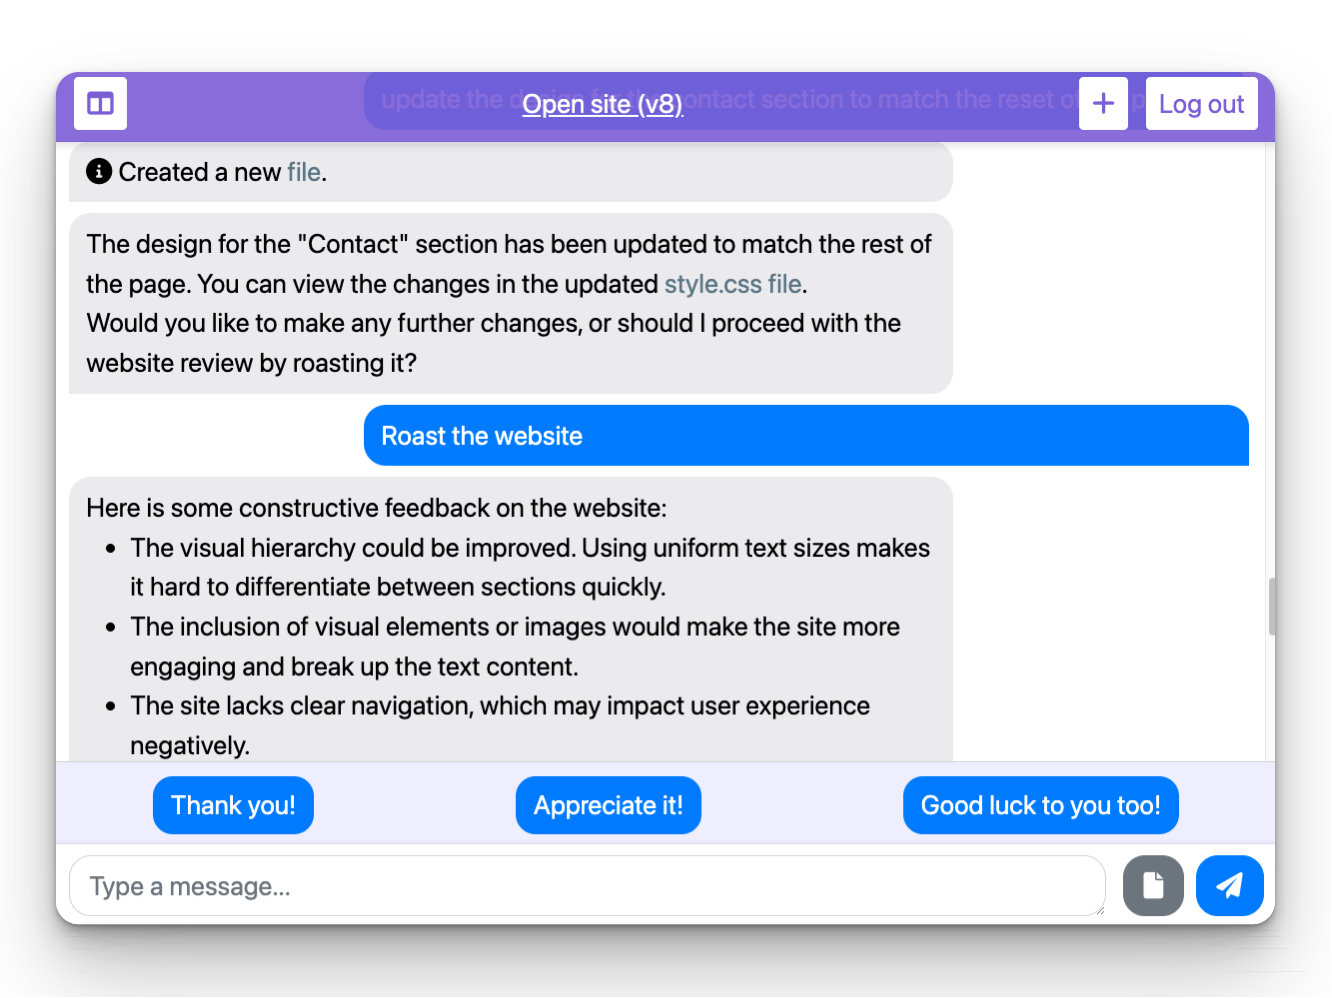 update the design for the contact section to match the reset of p
Open site (v8)
+
Log out
Created a new file.
The design for the "Contact" section has been updated to match the rest of
the page. You can view the changes in the updated style.css file.
Would you like to make any further changes, or should I proceed with the
website review by roasting it?
Roast the website
Here is some constructive feedback on the website:
• The visual hierarchy could be improved. Using uniform text sizes makes
it hard to differentiate between sections quickly.
• The inclusion of visual elements or images would make the site more
engaging and break up the text content.
• The site lacks clear navigation, which may impact user experience
negatively.
Thank you!
Appreciate it!
Good luck to you too!
Type a message...